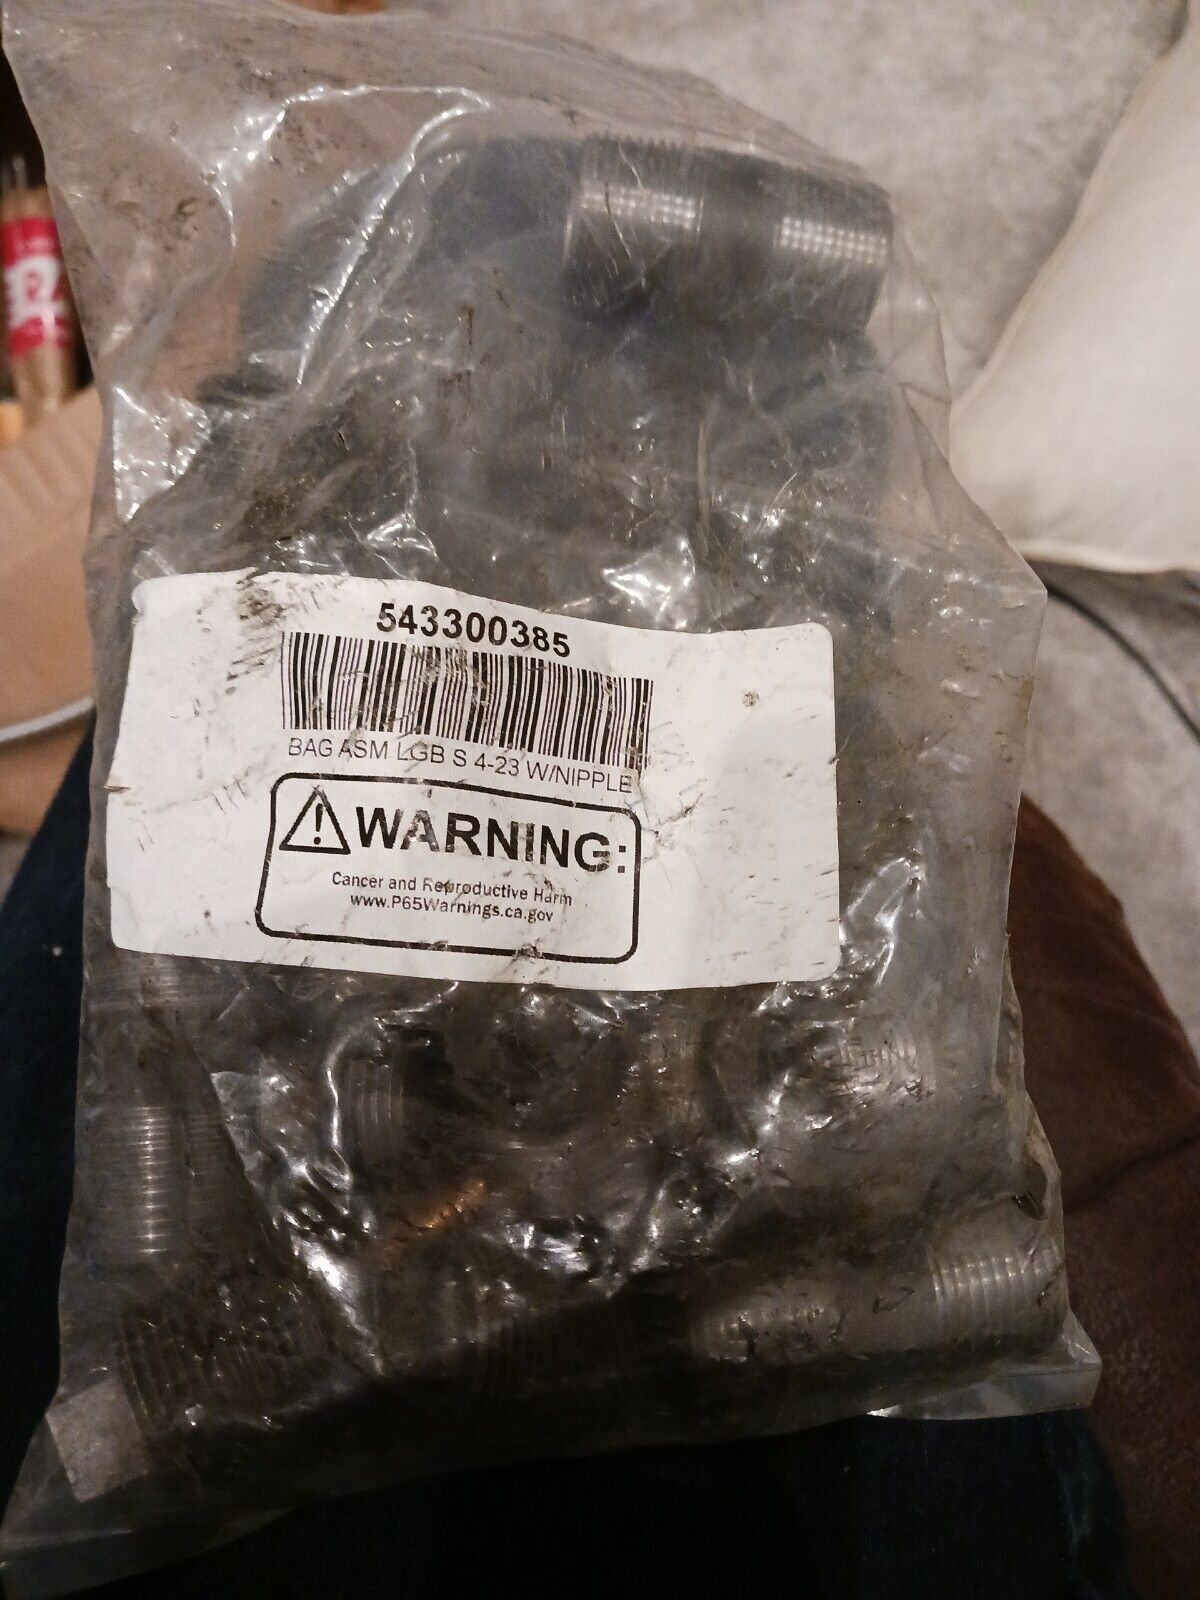 543300385
BAG ASM LGB S 4-23 W/NIPPLE
WARNING:
Cancer and Reproductive Harm
www.P65Warnings.ca.gov